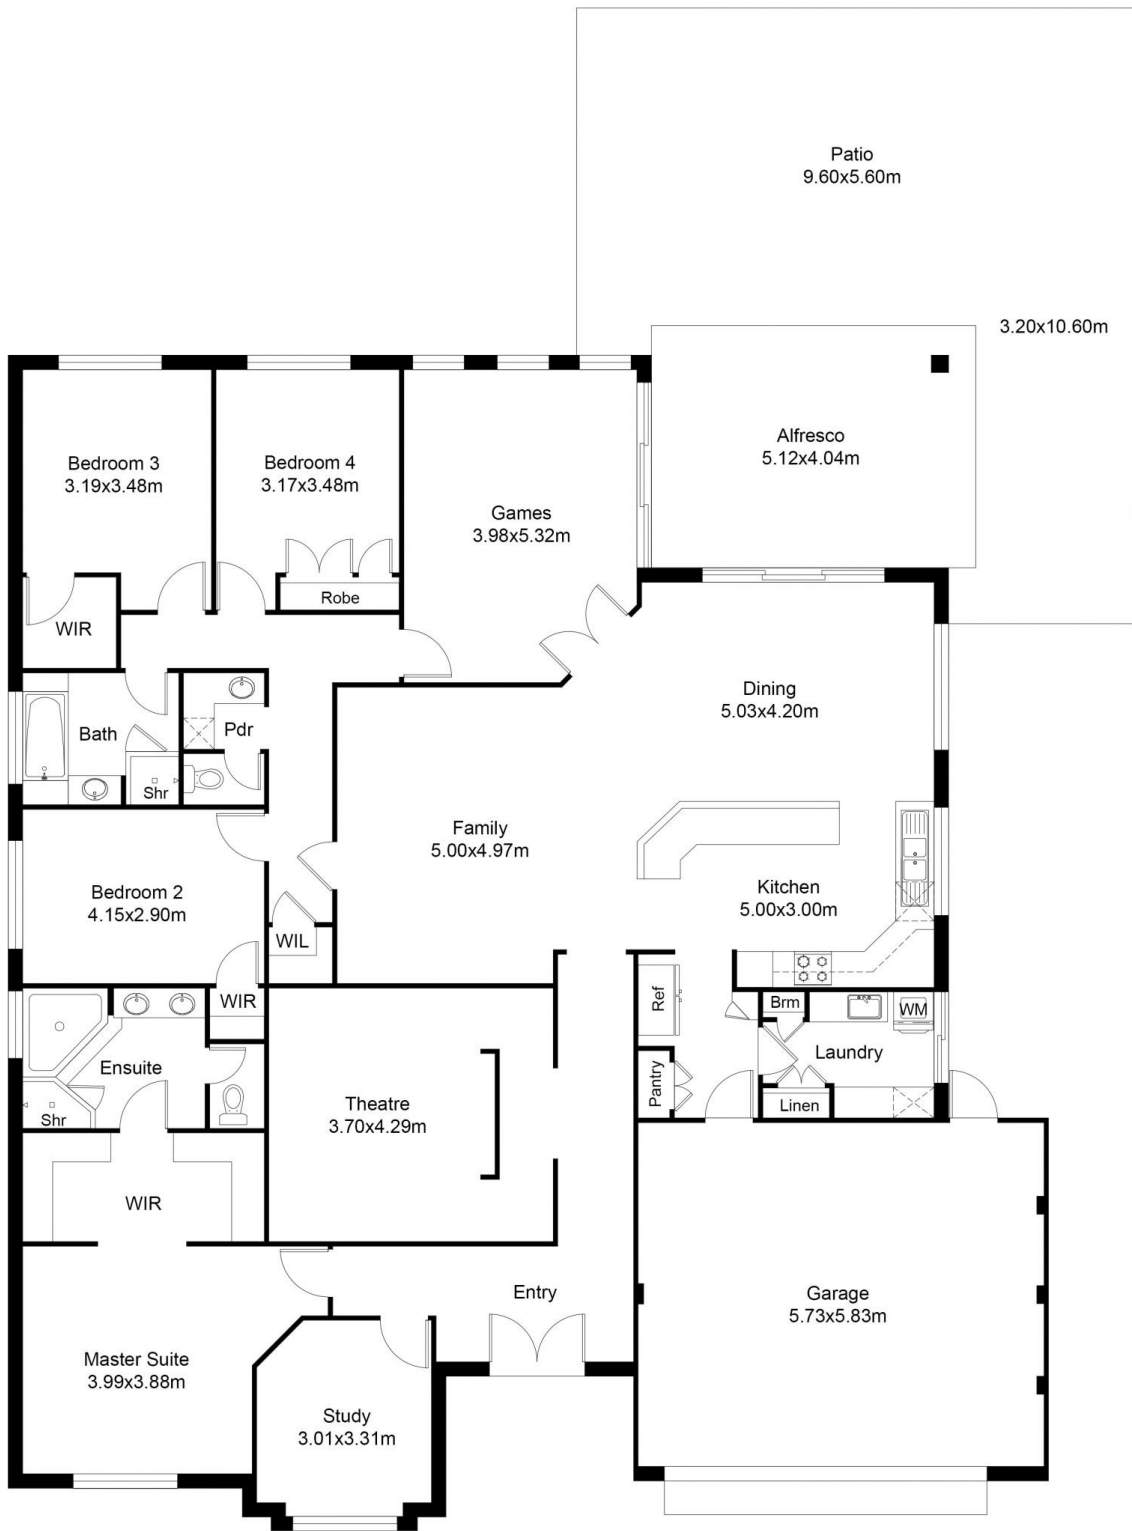 Patio
9.60x5.60m
3.20x10.60m
Alfresco
5.12x4.04m
Bedroom 3
3.19x3.48m
Bedroom 4
3.17x3.48m
Games
3.98x5.32m
Robe
WIR
Dining
5.03x4.20m
Bath
Pdr
Shr
Family
5.00x4.97m
Kitchen
5.00x3.00m
Bedroom 2
4.15x2.90m
WIL
WIR
Ref
Brm
WM
Laundry
Ensuite
Pantry
Linen
Shr
Theatre
3.70x4.29m
WIR
Entry
Garage
5.73x5.83m
Master Suite
3.99x3.88m
Study
3.01x3.31m